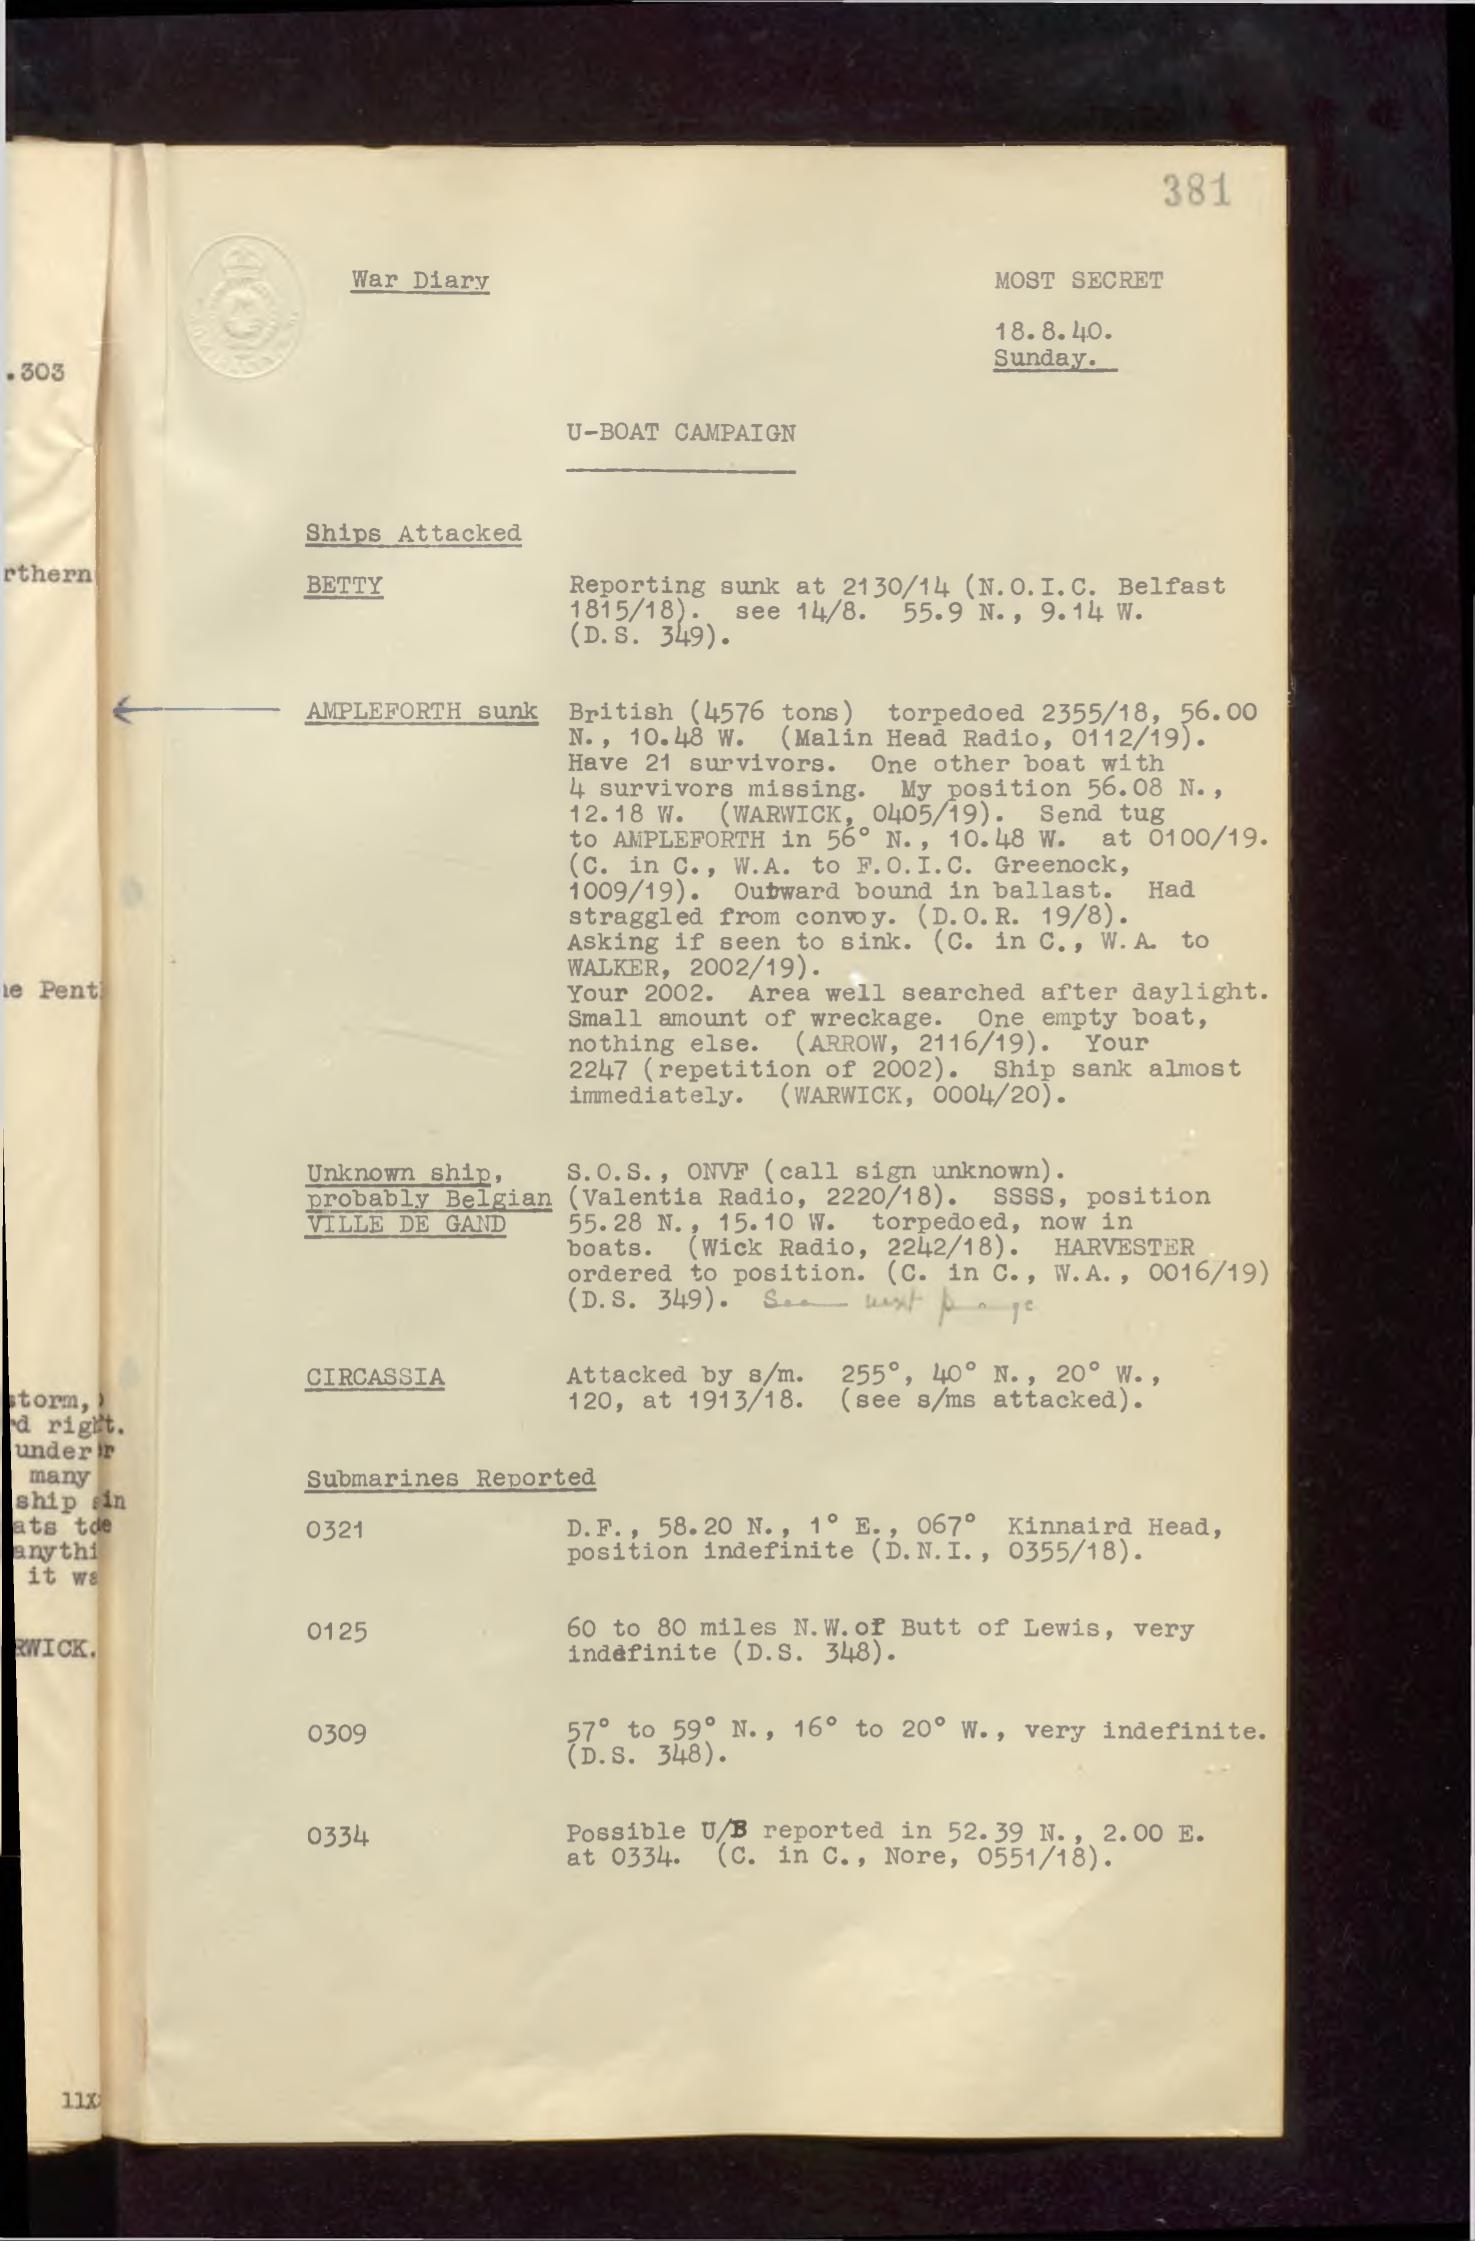 381
War Diary
MOST SECRET
18.8.40.
Sunday.
U-BOAT CAMPAIGN
Ships Attacked
BETTY
Reporting sunk at 2130/14 (N.O.I.C. Belfast
1815/18). see 14/8. 55.9 N., 9.14 W.
(D.S. 349).
AMPLEFORTH sunk
British (4576 tons) torpedoed 2355/18, 56.00
N., 10.48 W. (Malin Head Radio, 0112/19).
Have 21 survivors. One other boat with
4 survivors missing. My position 56.08 N.,
12.18 W. (WARWICK, 0405/19). Send tug
to AMPLEFORTH in 56° N., 10.48 W. at 0100/19.
(C. in C., W.A. to F.O.I.C. Greenock,
1009/19). Outward bound in ballast. Had
straggled from convoy. (D.O.R. 19/8).
Asking if seen to sink. (C. in C., W.A. to
WALKER, 2002/19).
Your 2002. Area well searched after daylight.
Small amount of wreckage. One empty boat,
nothing else. (ARROW, 2116/19). Your
2247 (repetition of 2002). Ship sank almost
immediately. (WARWICK, 0004/20).
Unknown ship,
probably Belgian
VILLE DE GAND
S.O.S., ONVF (call sign unknown).
(Valentia Radio, 2220/18). SSSS, position
55.28 N., 15.10 W. torpedoed, now in
boats. (Wick Radio, 2242/18). HARVESTER
ordered to position. (C. in C., W.A., 0016/19)
(D.S. 349). See next page
CIRCASSIA
Attacked by s/m. 255°, 40° N., 20° W.,
120, at 1913/18. (see s/ms attacked).
Submarines Reported
0321
D.F., 58.20 N., 1° E., 067° Kinnaird Head,
position indefinite (D.N.I., 0355/18).
0125
60 to 80 miles N.W.of Butt of Lewis, very
indefinite (D.S. 348).
0309
57° to 59° N., 16° to 20° W., very indefinite.
(D.S. 348).
0334
Possible U/B reported in 52.39 N., 2.00 E.
at 0334. (C. in C., Nore, 0551/18).
.303
rthern
Pent
storm,
rd right.
under
many
ship
anythi
it wa
RWICK.